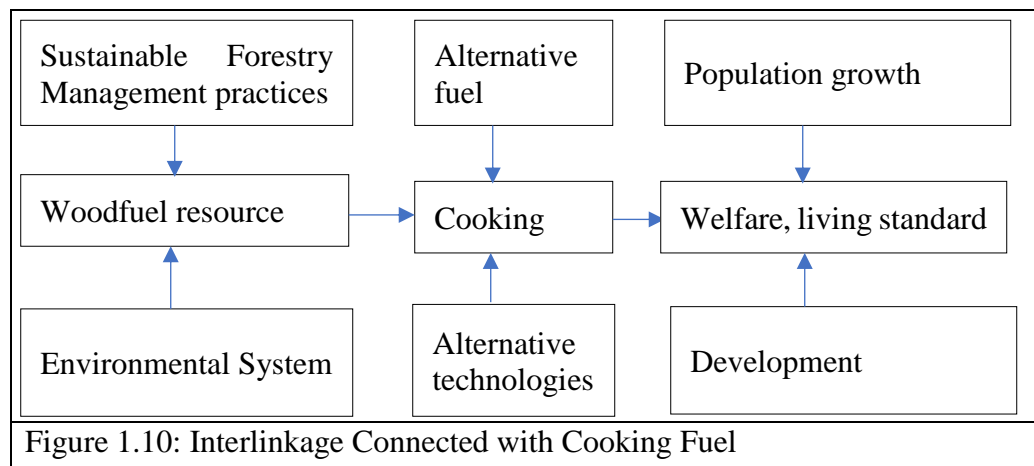 Sustainable Forestry
Management practices
Alternative
fuel
Population growth
Woodfuel resource
Cooking
Welfare, living standard
Environmental System
Alternative
technologies
Development
Figure 1.10: Interlinkage Connected with Cooking Fuel